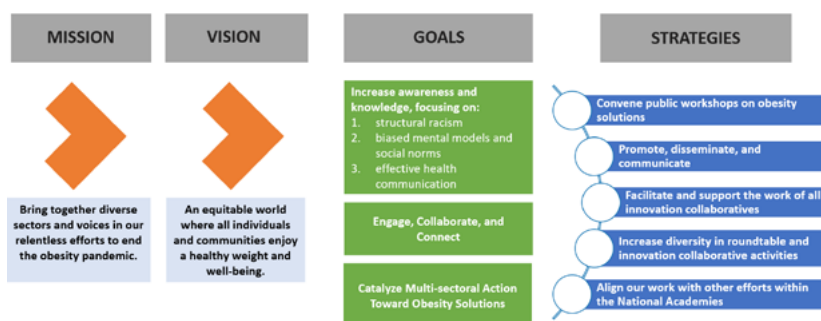 MISSION
VISION
GOALS
STRATEGIES
Bring together diverse
sectors and voices in our
relentless efforts to end
the obesity pandemic.
An equitable world
where all individuals
and communities enjoy
a healthy weight and
well-being.
Increase awareness and
knowledge, focusing on:
1. structural racism
2. biased mental models and
social norms
3. effective health
communication
Engage, Collaborate, and
Connect
Catalyze Multi-sectoral Action
Toward Obesity Solutions
Convene public workshops on obesity
solutions
Promote, disseminate, and
communicate
Facilitate and support the work of all
innovation collaboratives
Increase diversity in roundtable and
innovation collaborative activities
Align our work with other efforts within
the National Academies